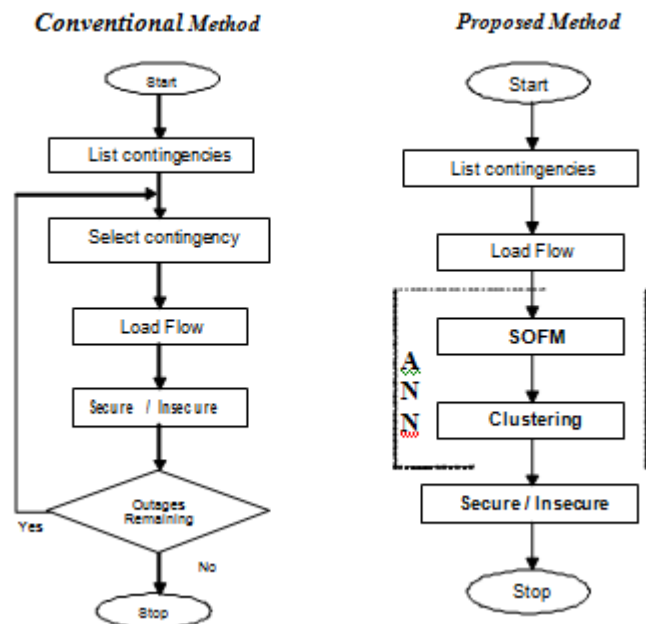 Conventional Method
Start
List contingencies
Select contingency
Load Flow
Secure / Insecure
Outages
Remaining
Yes
No
Stop
Proposed Method
Start
List contingencies
Load Flow
A
N
N
SOFM
Clustering
Secure / Insecure
Stop